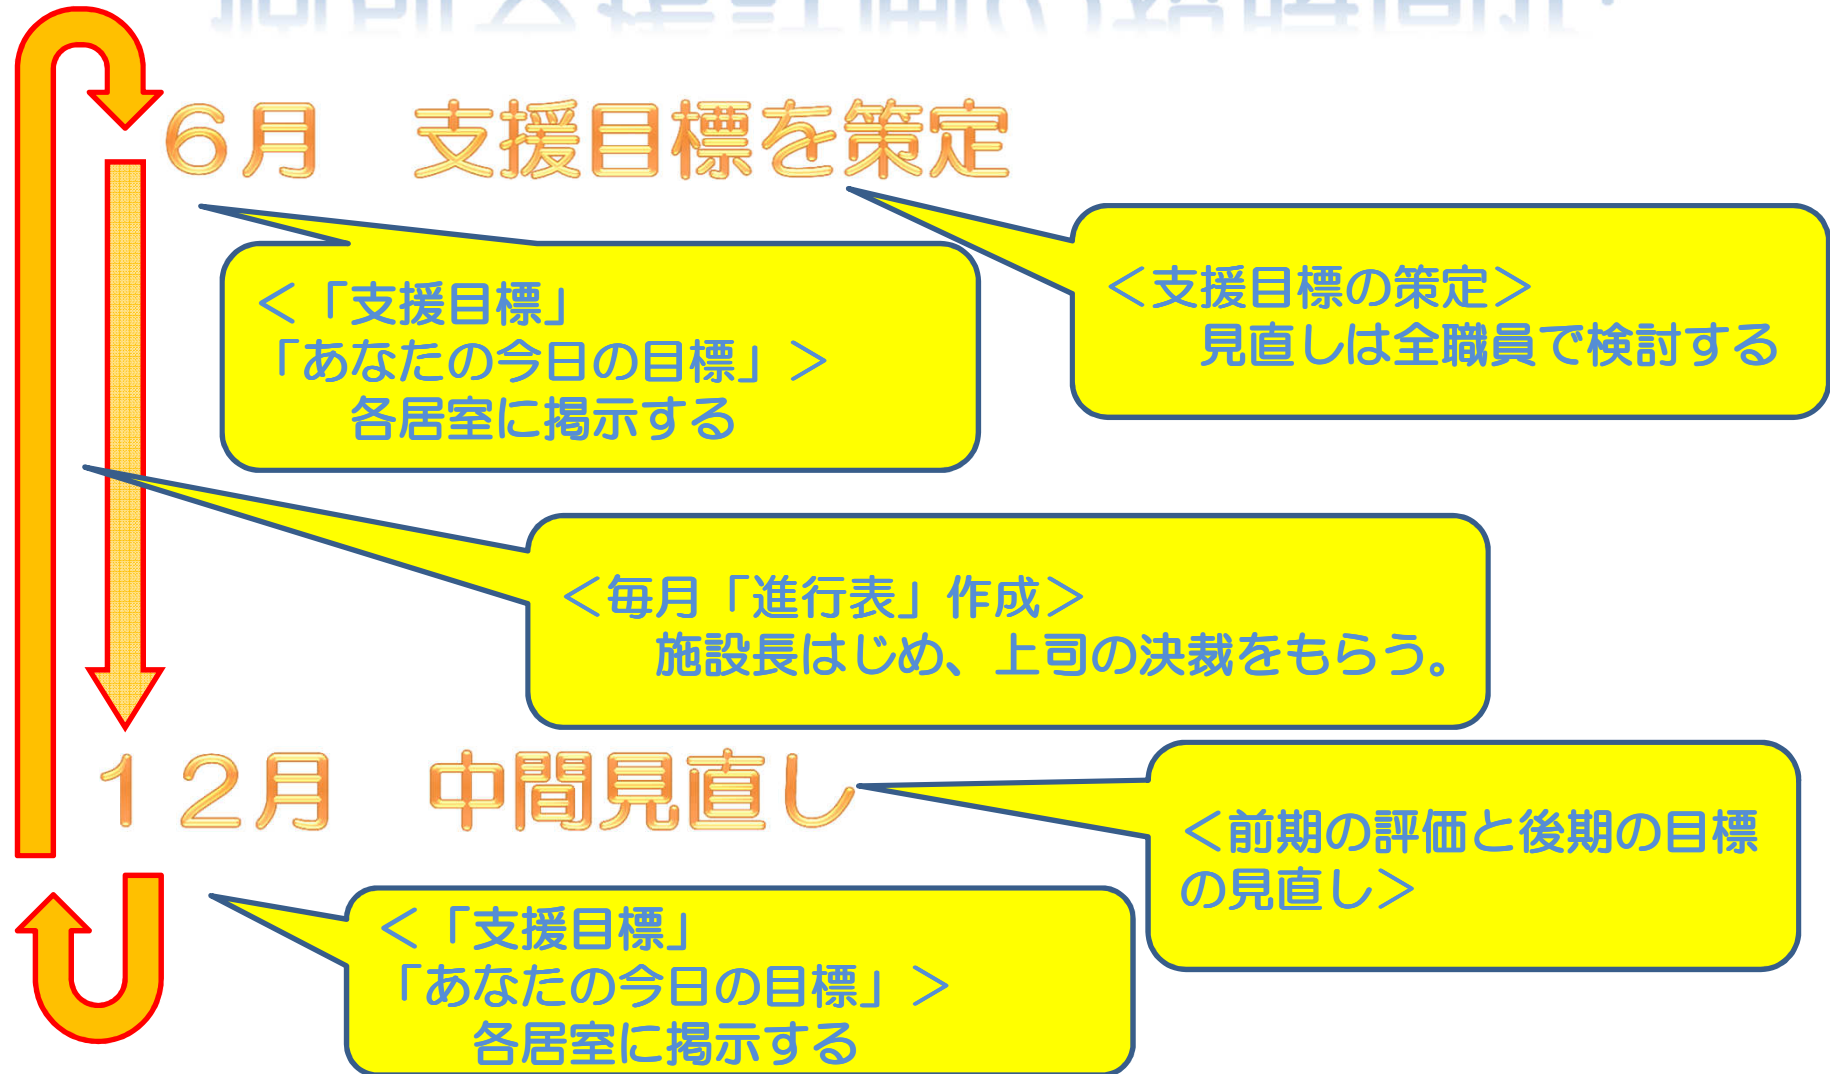 ６月　支援目標を策定
＜「支援目標」
「あなたの今日の目標」＞
各居室に掲示する
＜支援目標の策定＞
見直しは全職員で検討する
＜毎月「進行表」作成＞
施設長はじめ、上司の決裁をもらう。
１２月　中間見直し
＜前期の評価と後期の目標
の見直し＞
＜「支援目標」
「あなたの今日の目標」＞
各居室に掲示する